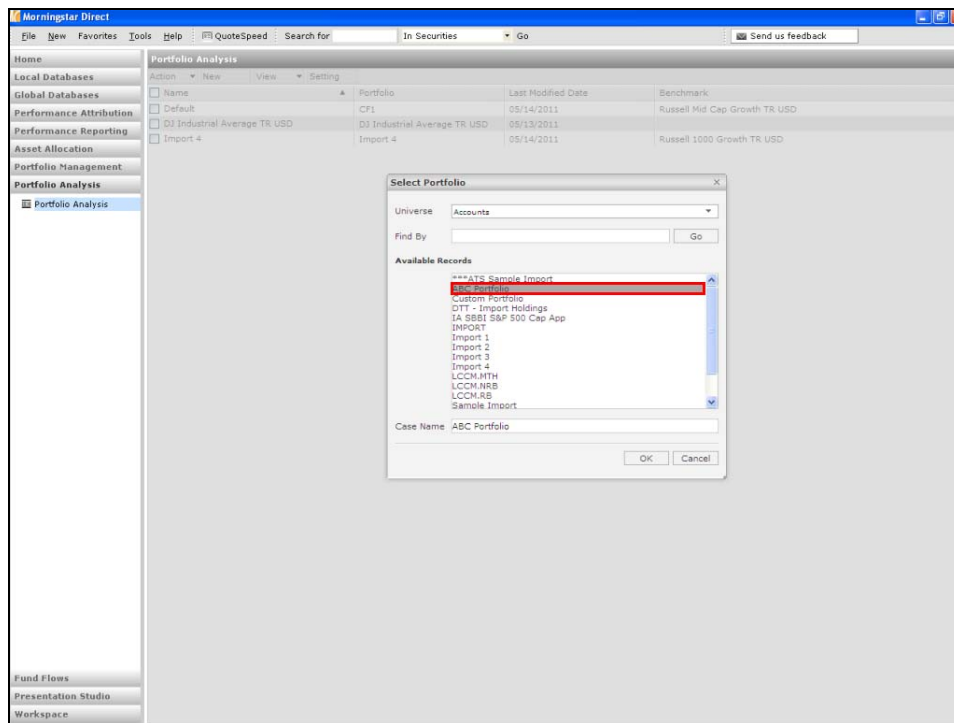 Morningstar Direct
File New Favorites Tools Help QuoteSpeed Search for In Securities Go Send us feedback
Home
Local Databases
Global Databases
Performance Attribution
Performance Reporting
Asset Allocation
Portfolio Management
Portfolio Analysis
Portfolio Analysis
Fund Flows
Presentation Studio
Workspace
Portfolio Analysis
Action New View Setting
Name Portfolio Last Modified Date Benchmark
Default CF1 05/14/2011 Russell Mid Cap Growth TR USD
DJ Industrial Average TR USD DJ Industrial Average TR USD 05/13/2011
Import 4 Import 4 05/14/2011 Russell 1000 Growth TR USD
Select Portfolio
Universe Accounts
Find By Go
Available Records
***ATS Sample Import
ABC Portfolio
Custom Portfolio
DTT - Import Holdings
IA SBBI S&P 500 Cap App
IMPORT
Import 1
Import 2
Import 3
Import 4
LCCM.MTH
LCCM.NRB
LCCM.RB
Sample Import
Case Name ABC Portfolio
OK Cancel